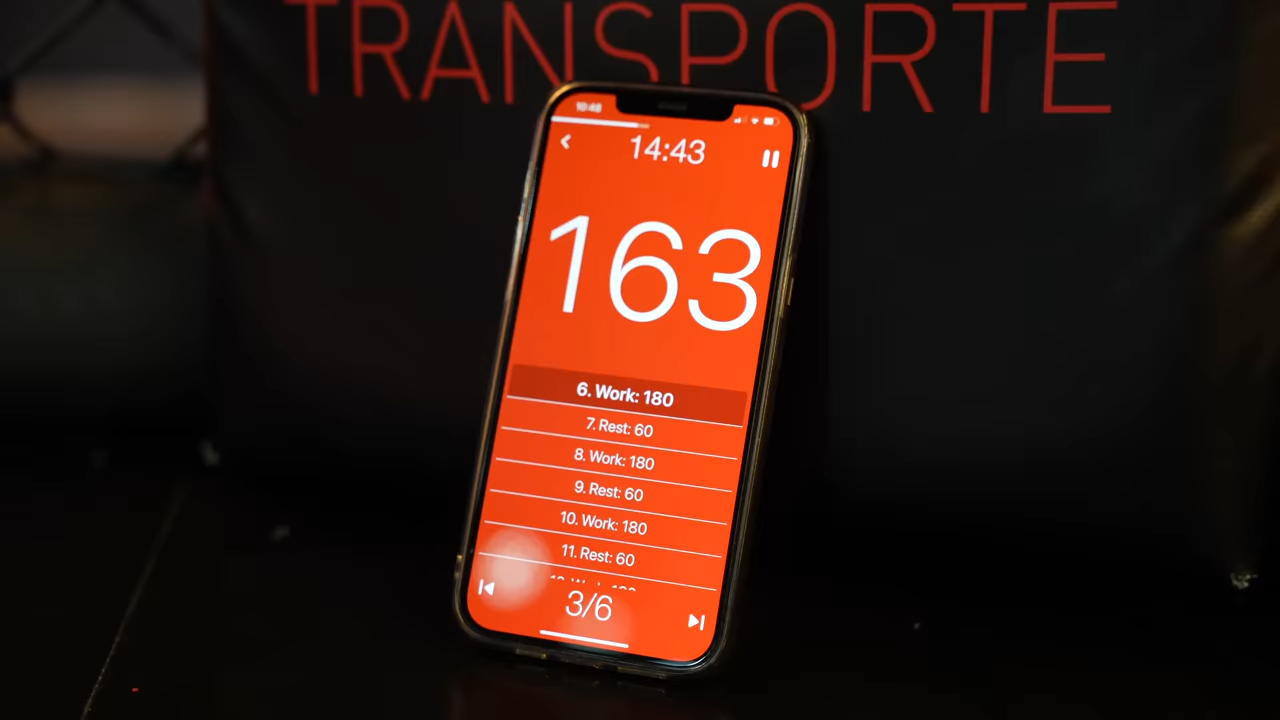 TRANSPORTE
10:48
14:43
163
6. Work: 180
7. Rest: 60
8. Work: 180
9. Rest: 60
10. Work: 180
11. Rest: 60
3/6